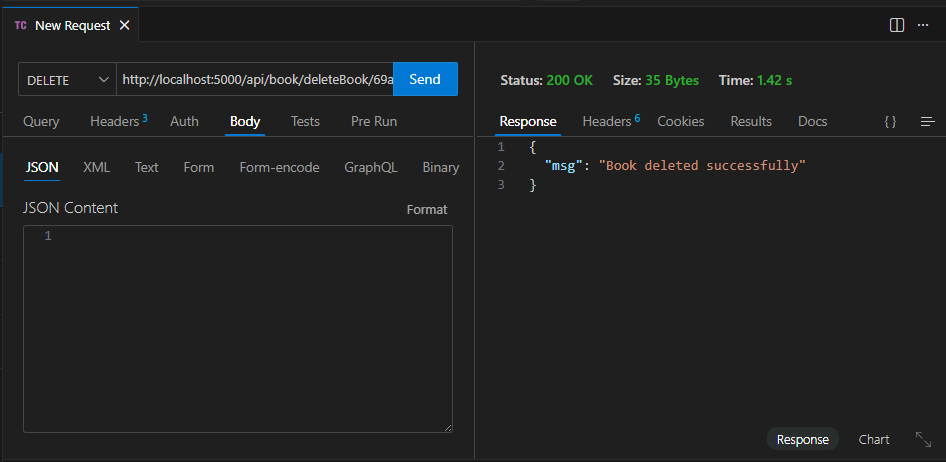 TC New Request
DELETE http://localhost:5000/api/book/deleteBook/69a Send
Query Headers 3 Auth Body Tests Pre Run
JSON XML Text Form Form-encode GraphQL Binary
JSON Content Format
1
Status: 200 OK Size: 35 Bytes Time: 1.42 s
Response Headers 6 Cookies Results Docs { }
1 {
2 "msg": "Book deleted successfully"
3 }
Response Chart